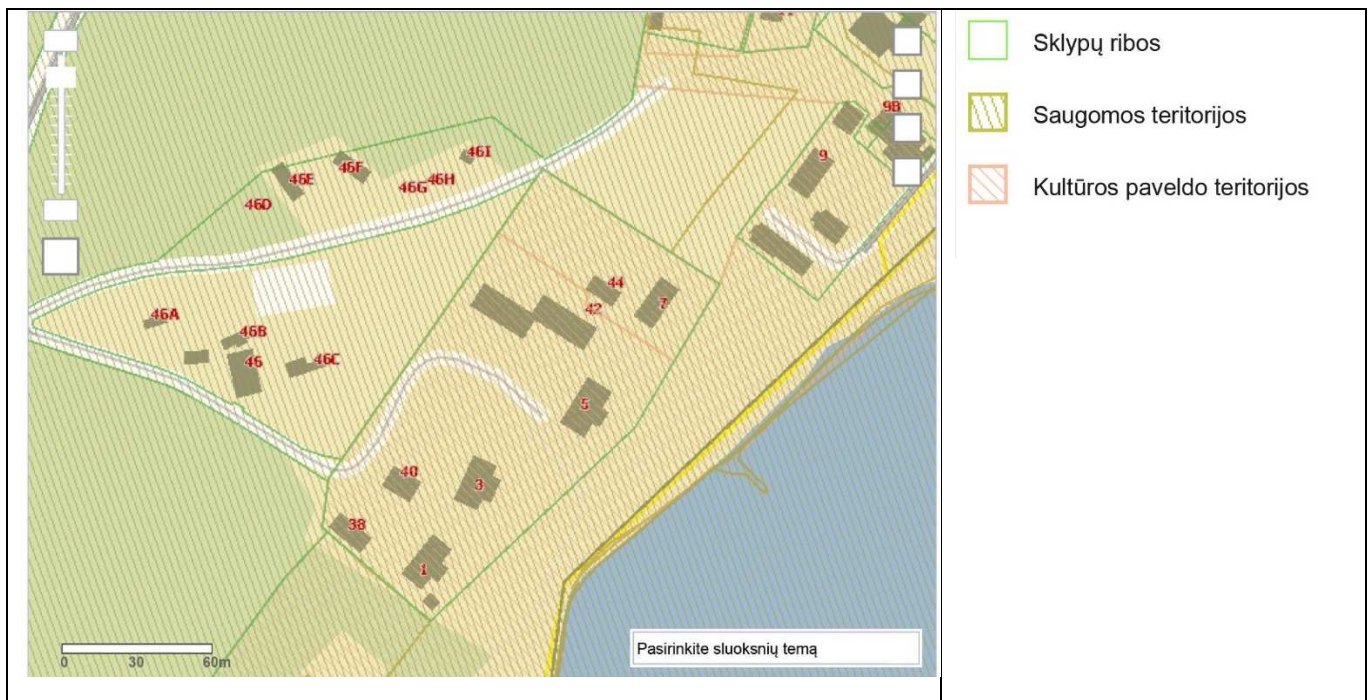 9B
9
46I
46F
46E
46H
46G
46D
44
42
7
46A
46B
46
46C
5
40
3
38
1
0 30 60m
Pasirinkite sluoksnių temą
Sklypų ribos
Saugomos teritorijos
Kultūros paveldo teritorijos